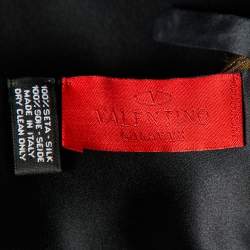 100% SETA - SILK
100% SOIE - SEIDE
MADE IN ITALY
DRY CLEAN ONLY
V
VALENTINO
GARAVANI